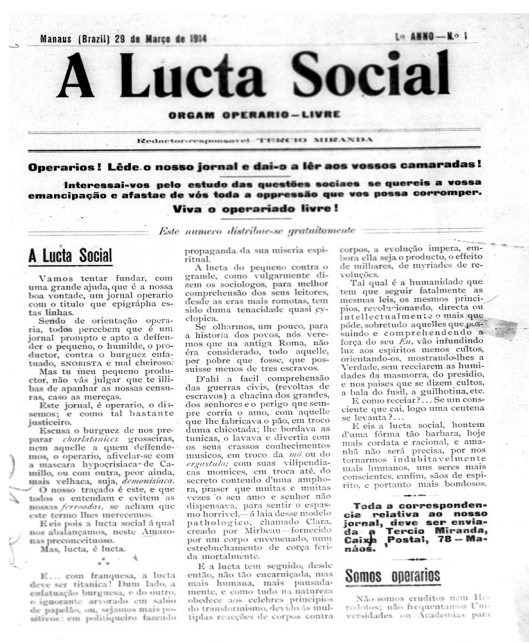 Manaus (Brazil) 29 de Março de 1914
1.º ANNO — N.º 1
A Lucta Social
ORGAM OPERARIO — LIVRE
Redactor-responsavel — TERCIO MIRANDA
Operarios! Lêde o nosso jornal e dai-o a lêr aos vossos camaradas!
Interessai-vos pelo estudo das questões sociaes se quereis a vossa
emancipação e afastae de vós toda a oppressão que vos possa corromper.
Viva o operariado livre!
Este numero distribue-se gratuitamente
A Lucta Social
Vamos tentar fundar, com
uma grande ajuda, que é a nossa
boa vontade, um jornal operario
com o titulo que epigrápha es-
tas linhas.
Sendo de orientação opera-
ria, todos percebem que é um
jornal prompto e apto a deffen-
der o pequeno, o humilde, o pro-
ductor, contra o burguez enfa-
tuado, e mal cheiroso;
Mas tu meu pequeno produ-
ctor, não vás julgar que te illi-
bas de apanhar as nossas censu-
ras, caso as mereças.
Este jornal, é operario, o dis-
semos; e como tal bastante
justiceiro.
Escusa o burguez de nos pre-
parar charlatanices grosseiras,
nem aquelle a quem deffende-
mos, o operario, afivelar-se com
a mascara hypocrisiaca de Ca-
millo, ou com outra, por ainda,
mais velhaca, suja, demonisiaca.
O nosso traçado é este, e que
todos o entendam e evitem as
nossas ferroadas, se acham que
este termo lhes merecemos.
E eis pois a lucta social á qual
nos abalançámos, neste Amazo-
nas preconceituoso.
Mas, lucta, é lucta.
E... com franquesa, a lucta
deve ser titanica! Dum lado, a
enfatuação burguesa, e do outro,
o ignorante arvorado em sabio
de papelão, ou, sejamos mais po-
sitivos: em politiqueiro fazendo
propaganda da sua miseria espi-
ritual.
A lucta do pequeno contra o
grande, como vulgarmente di-
zem os sociologos, para melhor
comprehensão dos seus leitores,
desde as eras mais romotas, tem
sido duma tenacidade quasi cy-
clopica.
Se olharmos, um pouco, para
a historia dos povos, nós vere-
mos que na antiga Roma, não
éra considerado, todo aquelle,
por pobre que fosse, que pos-
suisse menos de tres escravos.
D'ahi a facil comprehensão
das guerras civis, (revoltas de
escravos) a chacina dos grandes,
dos senhores e o perigo que sem-
pre corria o amo, com aquelle
que lhe fabricava o pão, em troco
duma chicotada; lhe bordava as
tunicas, o lavava e divertia com
os seus crassos conhecimentos
musicos, em troco da mó ou do
ergastulo; com suas vilipendia-
cas momices, em troca até, do
secreto contendo d'uma ampho-
ra, praser que muitas e muitas
vezes o seu amo e senhor não
dispensava, para sentir o espas-
mo horrivel,—á laia desse modelo
pathologico, chamado Clara,
creado por Mirbeau—formado
por um corpo envenenado, num
estrebuchamento de corça feri-
da mortalmente.
E a lucta tem seguido, desde
então, não tão encarniçada, mas
mais humana, mais pausada-
mente, e como tudo na natureza
obedece aos celebres principios
do transformismo, devido ás mul-
tiplas reacções de corpos contra
corpos, a evolução impera, em-
bora ella seja o producto, o effeito
de milhares, de myriades de re-
voluções.
Tal qual é a humanidade que
tem que seguir fatalmente as
mesmas leis, os mesmos princi-
pios, revolucionando, directa ou
intellectualmente o mais que
póde, sobretudo aquelles que pos-
suindo e comprehendendo a
força do seu Eu, vão infundindo
luz aos espiritos menos cultos,
orientando-os, mostrando-lhes a
Verdade, sem receiarem as humi-
dades da masmorra, do presidio,
e nos paises que se dizem cultos,
a bala do fusil, a guilhotina, etc.
E como receiar?... Se um cons-
ciente que cai, logo uma centena
se levanta?...
E eis a lucta social, hontem
d'uma fórma tão barbara, hoje
mais cordata e racional, e ama-
nhã não será precisa, por nos
tornarmos indubitavelmente
mais humanos, uns seres mais
conscientes, emfim, sãos de espi-
rito, e portanto mais bondosos.
Toda a corresponden-
cia relativa ao nosso
jornal, deve ser envia-
da a Tercio Miranda,
Caixa Postal, 78—Ma-
náos.
Somos operarios
Não somos eruditos nem He-
rodotos; não frequentamos Uni-
versidades ou Academias para